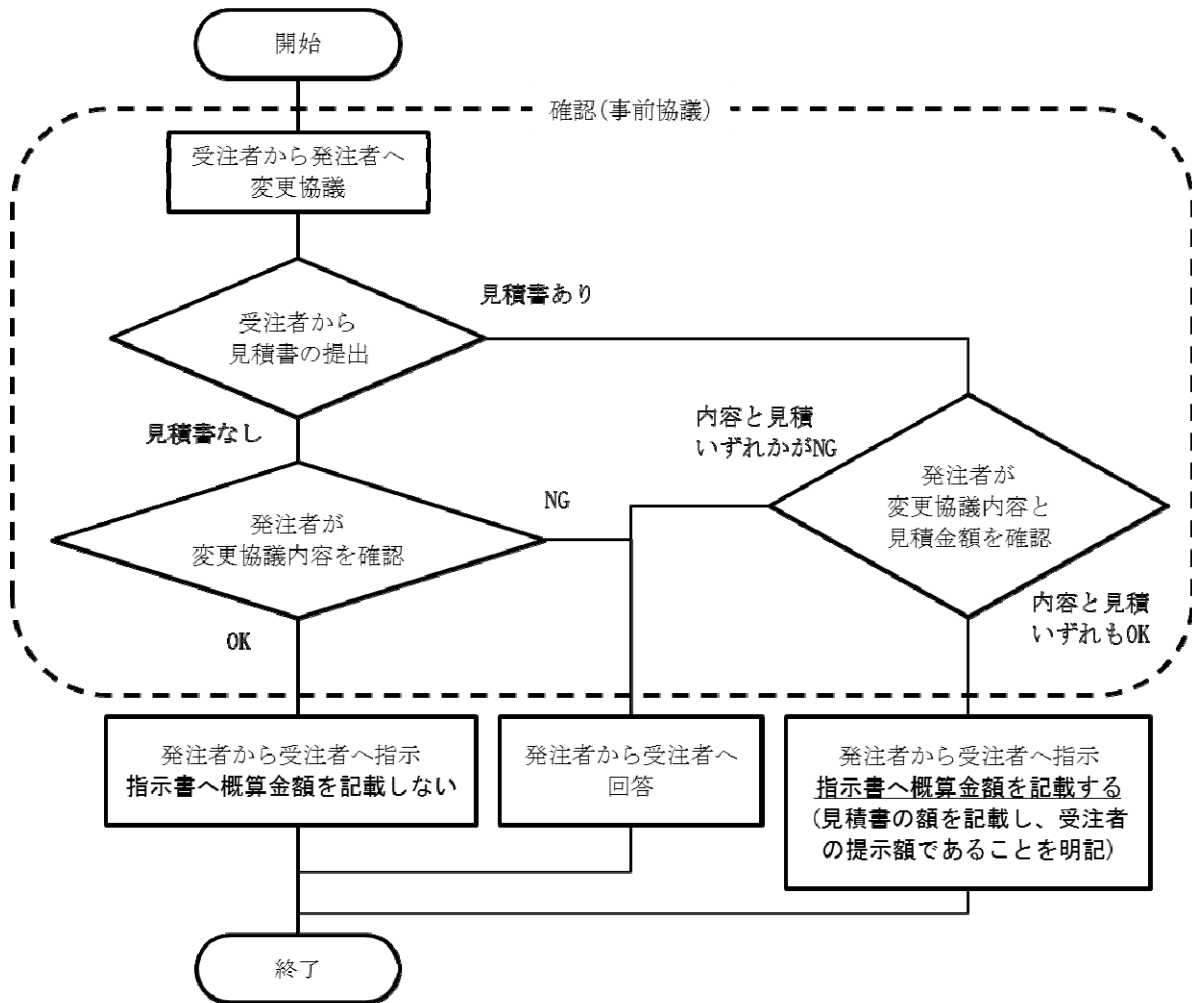 開始
確認(事前協議)
受注者から発注者へ
変更協議
受注者から
見積書の提出
見積書あり
見積書なし
内容と見積
いずれかがNG
発注者が
変更協議内容と
見積金額を確認
発注者が
変更協議内容を確認
NG
OK
内容と見積
いずれもOK
発注者から受注者へ指示
指示書へ概算金額を記載しない
発注者から受注者へ
回答
発注者から受注者へ指示
指示書へ概算金額を記載する
(見積書の額を記載し、受注者
の提示額であることを明記)
終了